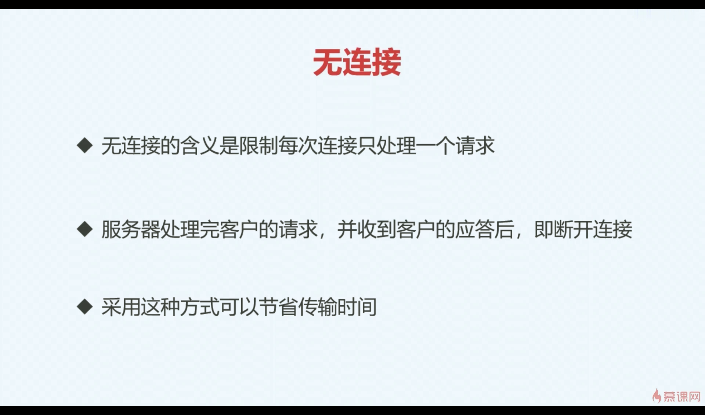 无连接
◆ 无连接的含义是限制每次连接只处理一个请求
◆ 服务器处理完客户的请求，并收到客户的应答后，即断开连接
◆ 采用这种方式可以节省传输时间
慕课网